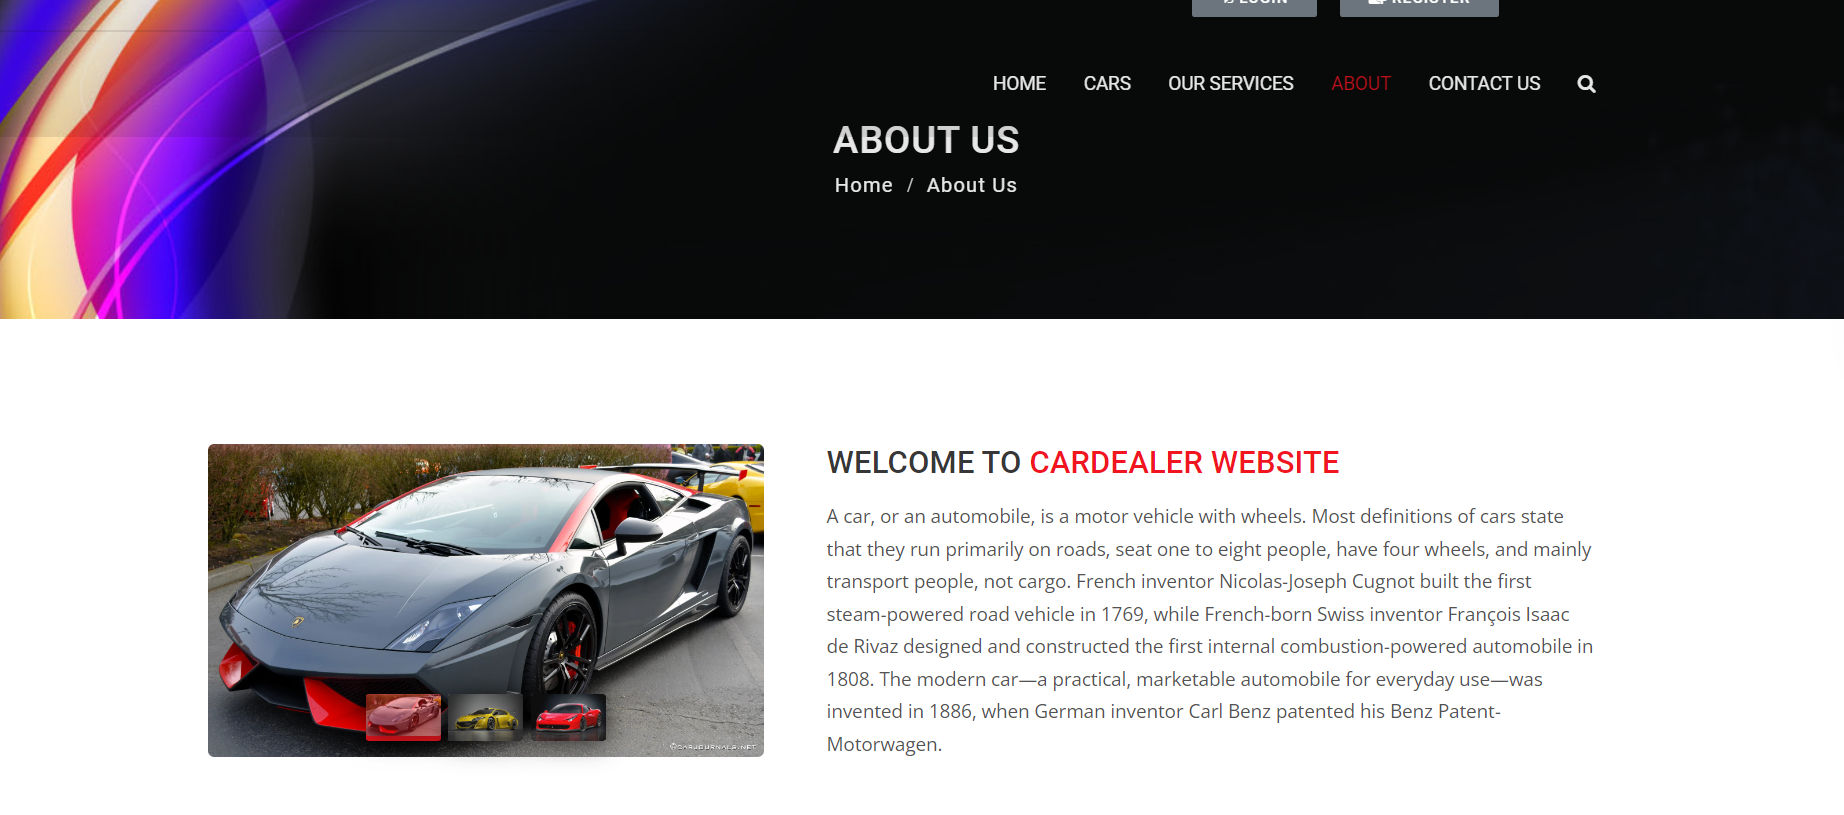 LOGIN REGISTER
HOME CARS OUR SERVICES ABOUT CONTACT US
ABOUT US
Home / About Us
WELCOME TO CARDEALER WEBSITE
A car, or an automobile, is a motor vehicle with wheels. Most definitions of cars state
that they run primarily on roads, seat one to eight people, have four wheels, and mainly
transport people, not cargo. French inventor Nicolas-Joseph Cugnot built the first
steam-powered road vehicle in 1769, while French-born Swiss inventor François Isaac
de Rivaz designed and constructed the first internal combustion-powered automobile in
1808. The modern car—a practical, marketable automobile for everyday use—was
invented in 1886, when German inventor Carl Benz patented his Benz Patent-
Motorwagen.
©CARJOURNALS.NET